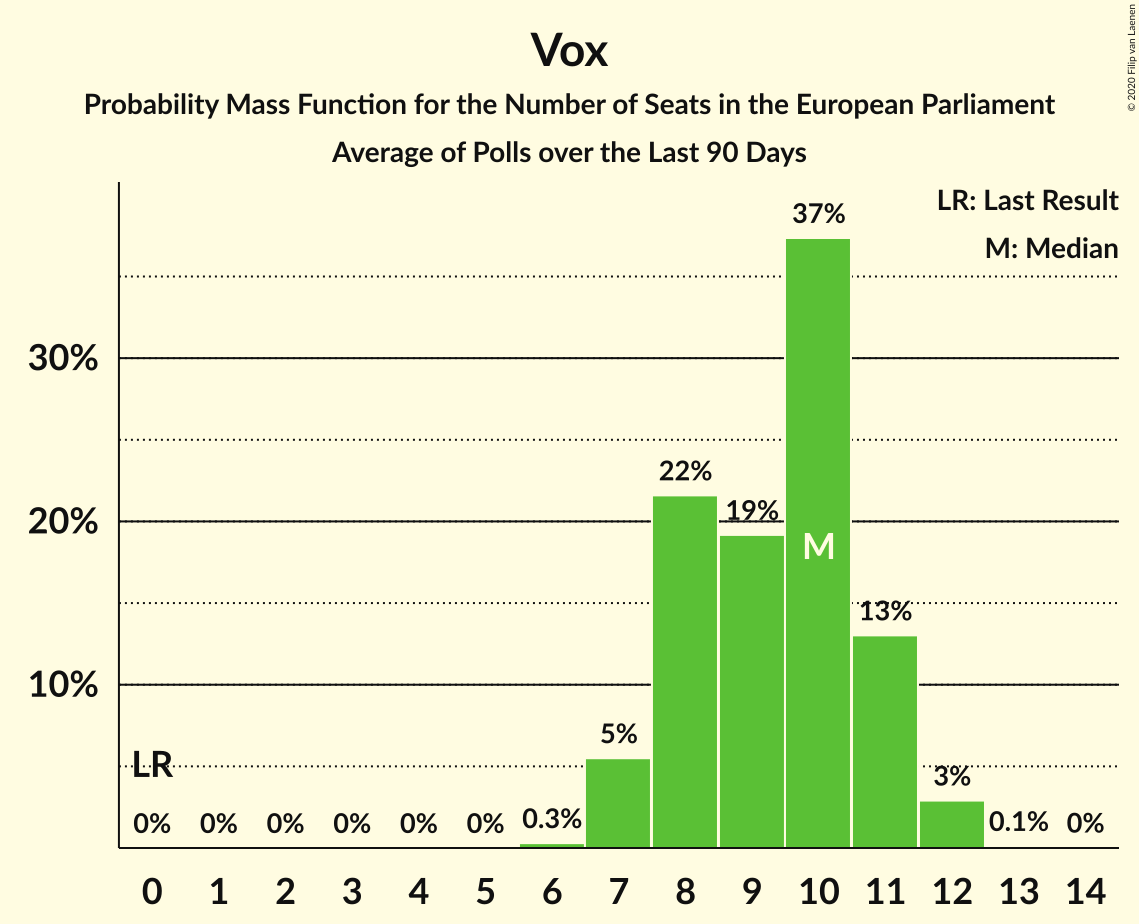 Vox
Probability Mass Function for the Number of Seats in the European Parliament
Average of Polls over the Last 90 Days
© 2020 Filip van Laenen
LR: Last Result
M: Median
37%
30%
22%
20%
19%
M
13%
10%
5%
LR
3%
0% 0% 0% 0% 0% 0% 0.3% 0.1% 0%
0 1 2 3 4 5 6 7 8 9 10 11 12 13 14